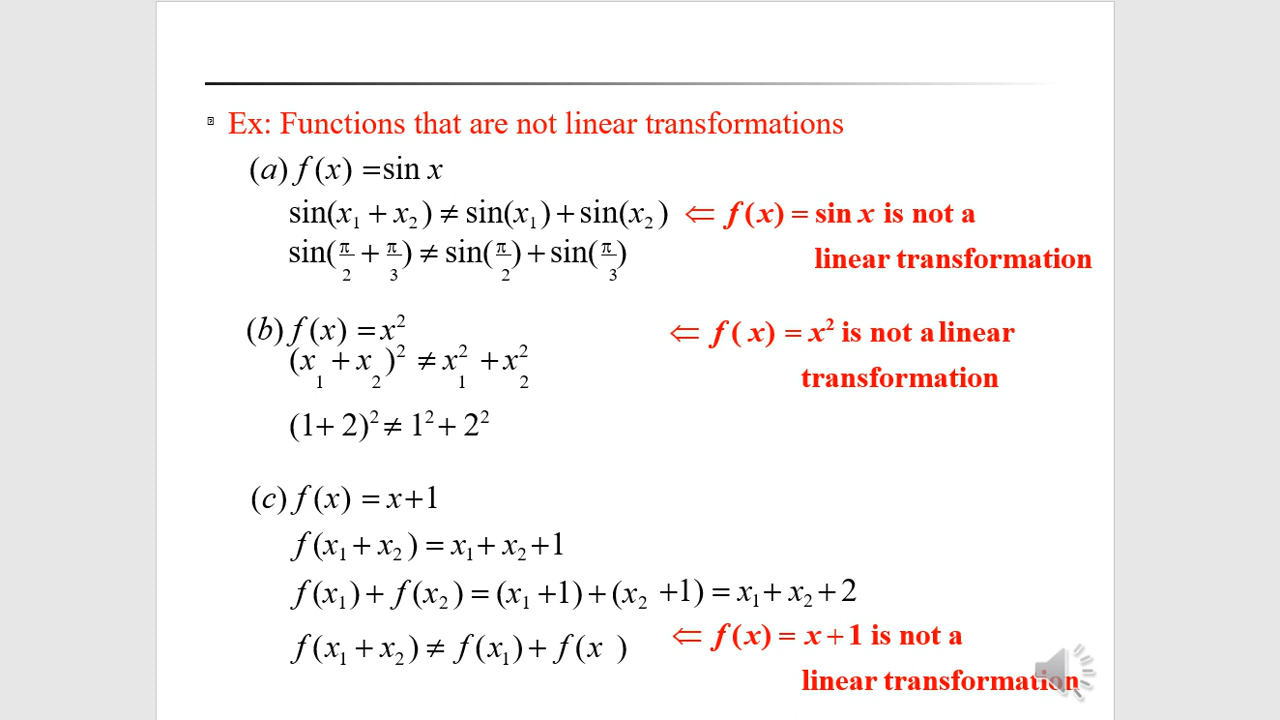 Ex: Functions that are not linear transformations
(a) f(x) = sin x
sin(x₁ + x₂) ≠ sin(x₁) + sin(x₂) ⇐ f(x) = sin x is not a
sin(π/2 + π/3) ≠ sin(π/2) + sin(π/3) linear transformation
(b) f(x) = x² ⇐ f(x) = x² is not a linear
(x₁ + x₂)² ≠ x₁² + x₂² transformation
(1+ 2)² ≠ 1² + 2²
(c) f(x) = x+1
f(x₁ + x₂) = x₁ + x₂ +1
f(x₁) + f(x₂) = (x₁ +1) + (x₂ +1) = x₁ + x₂ + 2
f(x₁ + x₂) ≠ f(x₁) + f(x ) ⇐ f(x) = x + 1 is not a
linear transformation